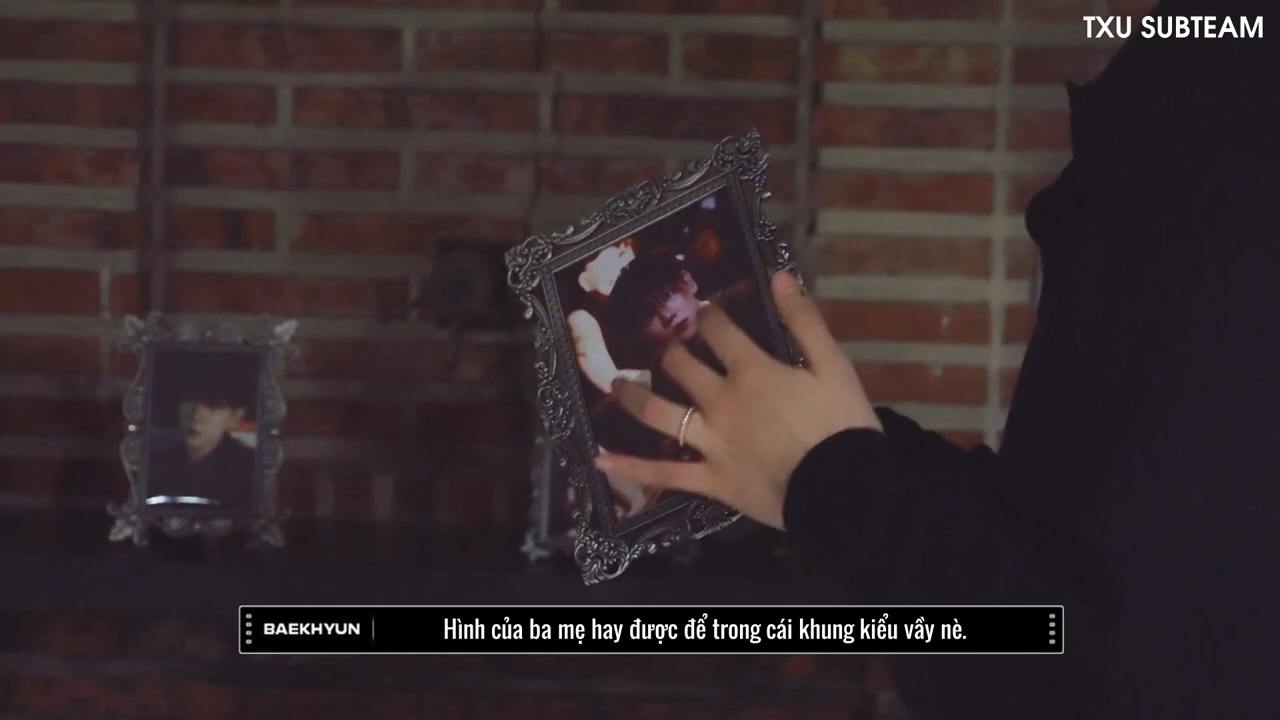 TXU SUBTEAM
BAEKHYUN Hình của ba mẹ hay được để trong cái khung kiểu vầy nè.